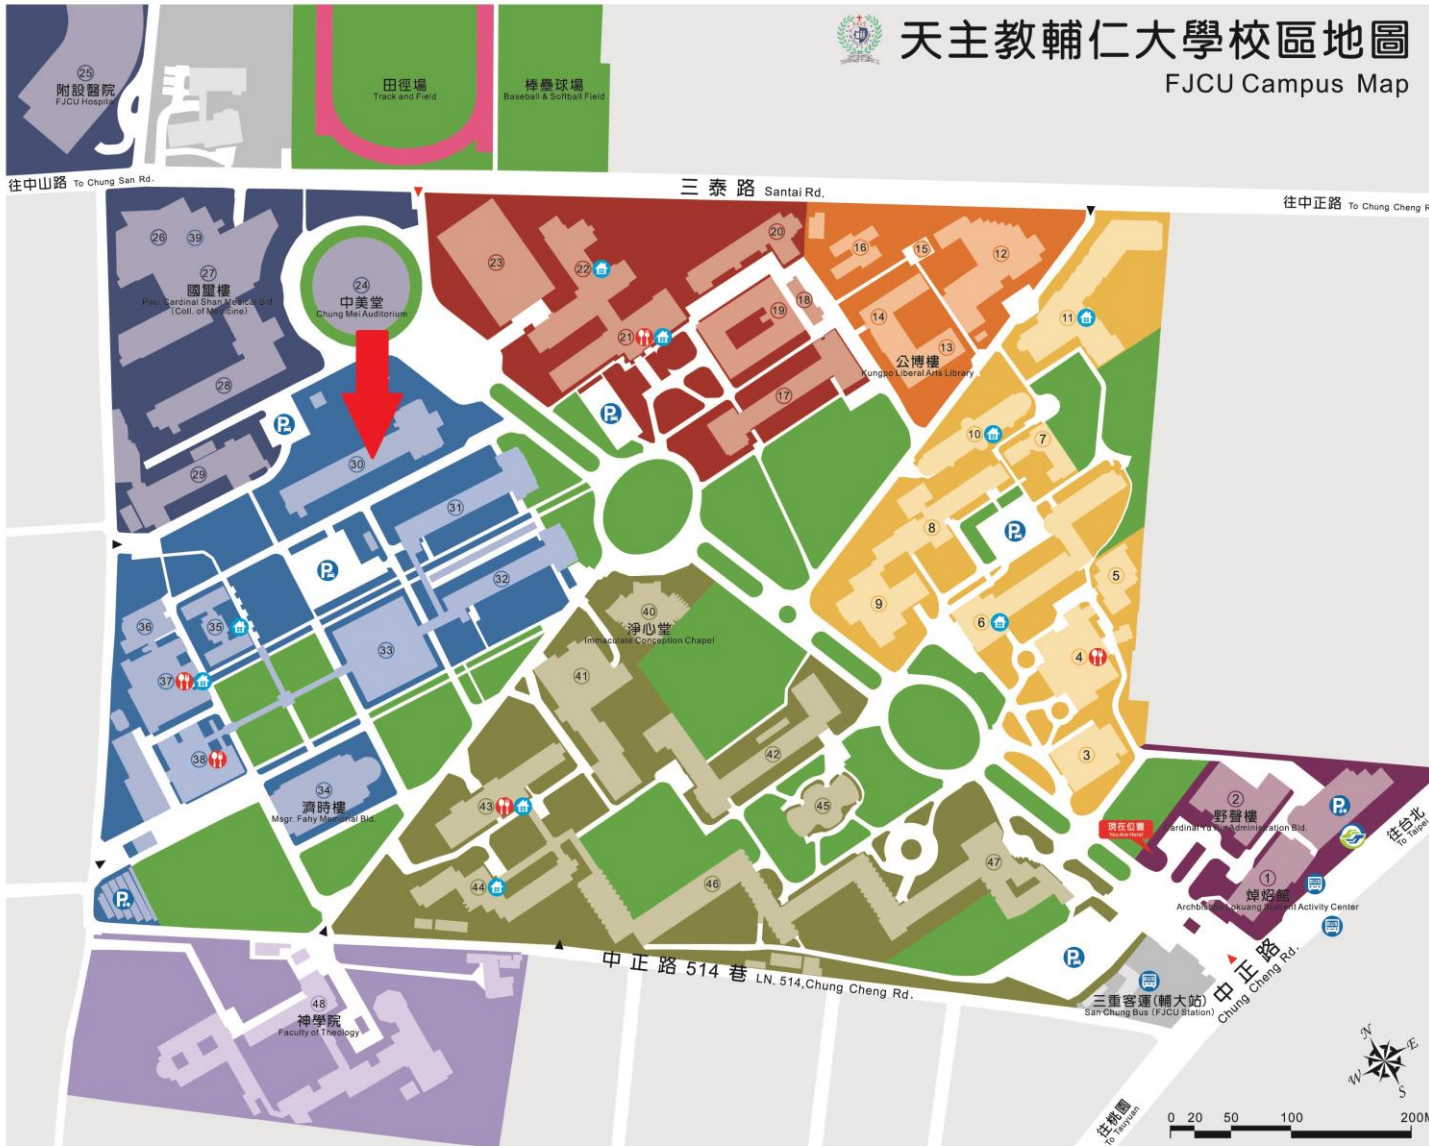 天主教輔仁大學校區地圖
FJCU Campus Map
25
附設醫院
FJCU Hospital
田徑場
Track and Field
棒壘球場
Baseball & Softball Field
往中山路 To Chung San Rd.
三泰路 Santai Rd.
往中正路 To Chung Cheng R
26
39
27
國璽樓
Paul Cardinal Shan Medical Bld
(Coll. of Medicine)
24
中美堂
Chung Mei Auditorium
23
22
20
21
19
18
17
16
15
12
14
13
公博樓
Kungpo Liberal Arts Library
11
28
P
29
30
P
10
7
31
8
P
P
32
9
6
5
4
3
36
35
33
37
38
34
濟時樓
Msgr. Fahy Memorial Bld.
40
淨心堂
Immaculate Conception Chapel
41
42
43
45
44
46
47
現在位置
You Are Here!
2
野聲樓
Cardinal Yu Pin Administration Bld.
P
往台北
To Taipei
1
焯炤館
Archbishop Lokuang Student Activity Center
BUS
BUS
P
P
中正路
Chung Cheng Rd.
中正路 514 巷 LN. 514,Chung Cheng Rd.
BUS
三重客運(輔大站)
San Chung Bus (FJCU Station)
48
神學院
Faculty of Theology
往桃園
To Tauyuan
N
E
W
S
0 20 50 100 200M